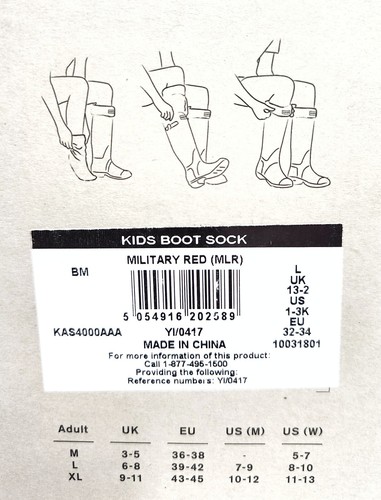 KIDS BOOT SOCK
MILITARY RED (MLR)
BM
L
UK
13-2
US
1-3K
EU
32-34
10031801
5 054916 202589
KAS4000AAA YI/0417
MADE IN CHINA
For more information of this product:
Call 1-877-495-1500
Providing the following:
Reference numbers: YI/0417
Adult UK EU US (M) US (W)
M 3-5 36-38 - 5-7
L 6-8 39-42 7-9 8-10
XL 9-11 43-45 10-12 11-13